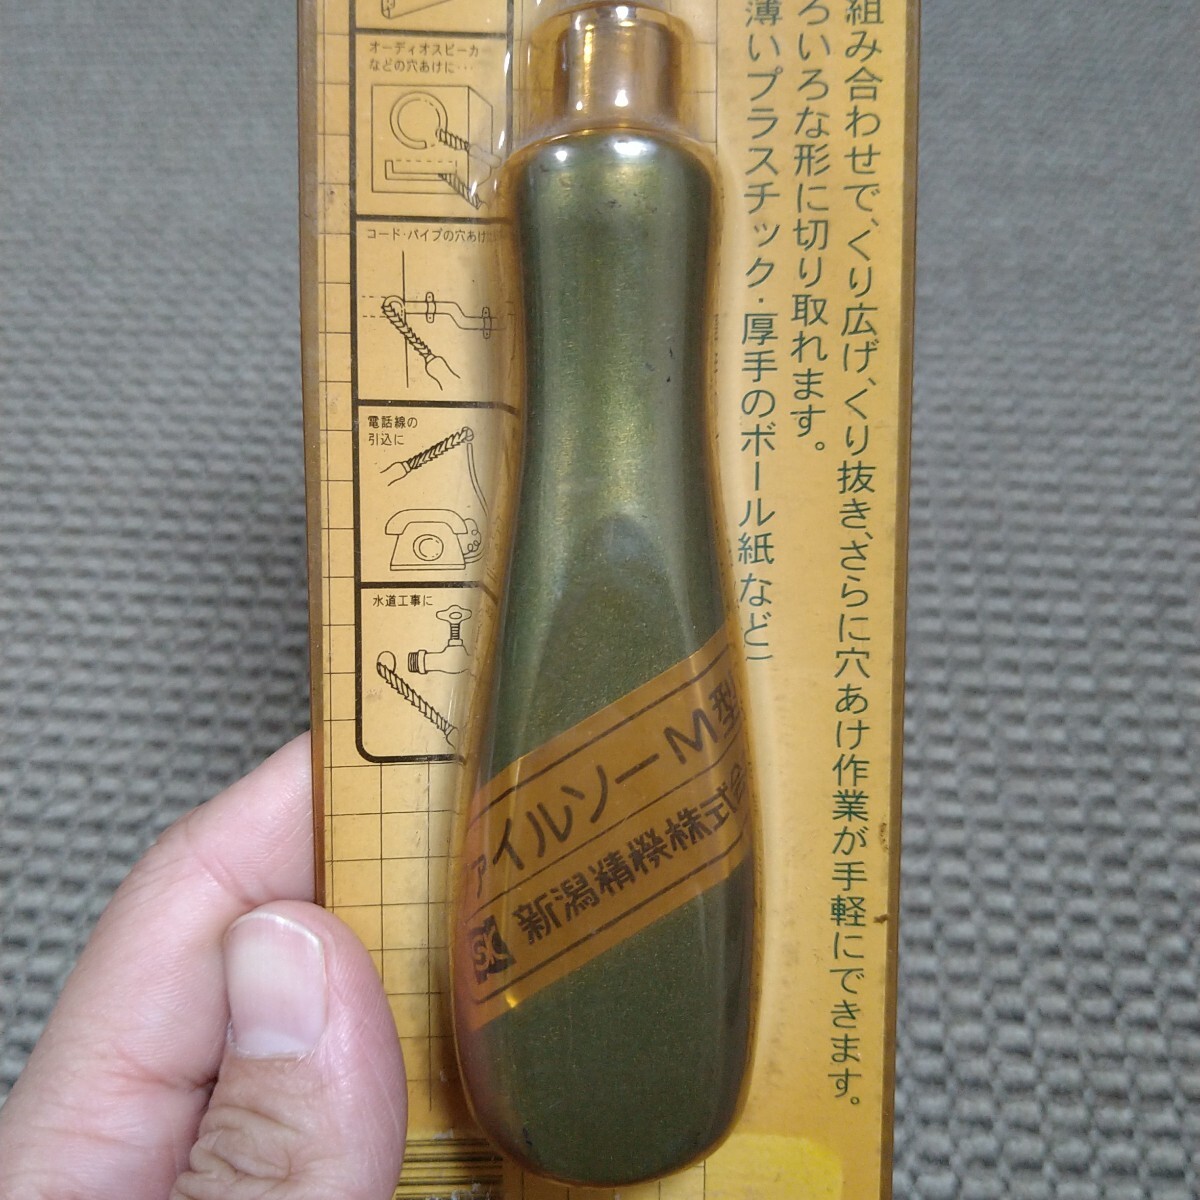 組み合わせで、くり広げ、くり抜き、さらに穴あけ作業が手軽にできます。
ろいろな形に切り取れます。
薄いプラスチック・厚手のボール紙など
オーディオスピーカー
などの穴あけに…
コード・パイプの穴あけに
電話線の
引込に
水道工事に
ァイルソーM型
SK 新潟精機株式会